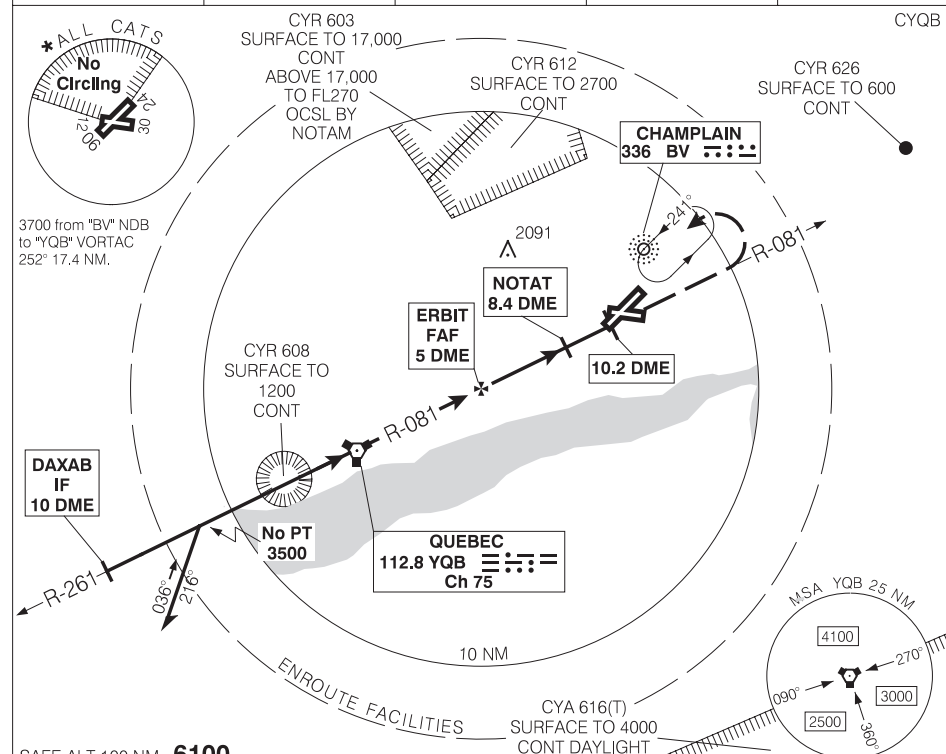 CYQB
*ALL CATS
No
Circling
24
12
30
06
3700 from "BV" NDB
to "YQB" VORTAC
252° 17.4 NM.
CYR 603
SURFACE TO 17,000
CONT
ABOVE 17,000
TO FL270
OCSL BY
NOTAM
CYR 612
SURFACE TO 2700
CONT
CYR 626
SURFACE TO 600
CONT
CHAMPLAIN
336 BV
241°
R-081
2091
NOTAT
8.4 DME
ERBIT
FAF
5 DME
10.2 DME
CYR 608
SURFACE TO
1200
CONT
R-081
DAXAB
IF
10 DME
No PT
3500
QUEBEC
112.8 YQB
Ch 75
R-261
036°
216°
10 NM
ENROUTE FACILITIES
CYA 616(T)
SURFACE TO 4000
CONT DAYLIGHT
MSA YQB 25 NM
4100
270°
090°
3000
2500
360°
SAFE ALT 100 NM 6100